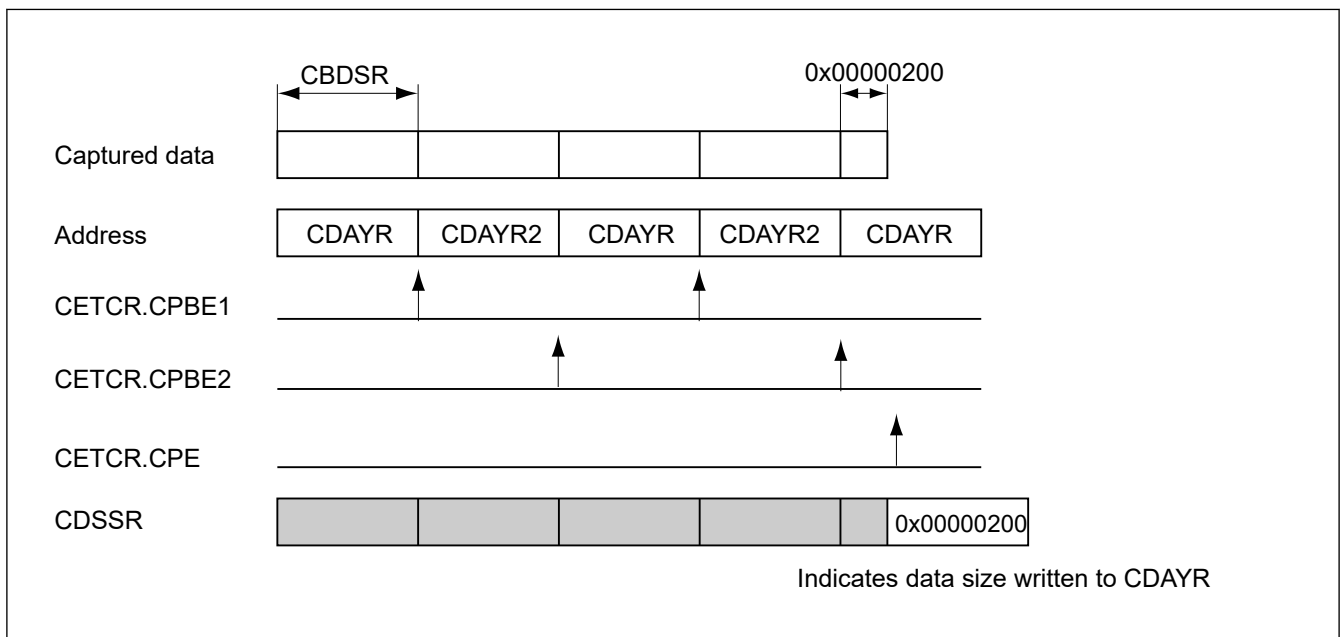 CBDSR
0x00000200
Captured data
Address
CDAYR
CDAYR2
CDAYR
CDAYR2
CDAYR
CETCR.CPBE1
CETCR.CPBE2
CETCR.CPE
CDSSR
0x00000200
Indicates data size written to CDAYR